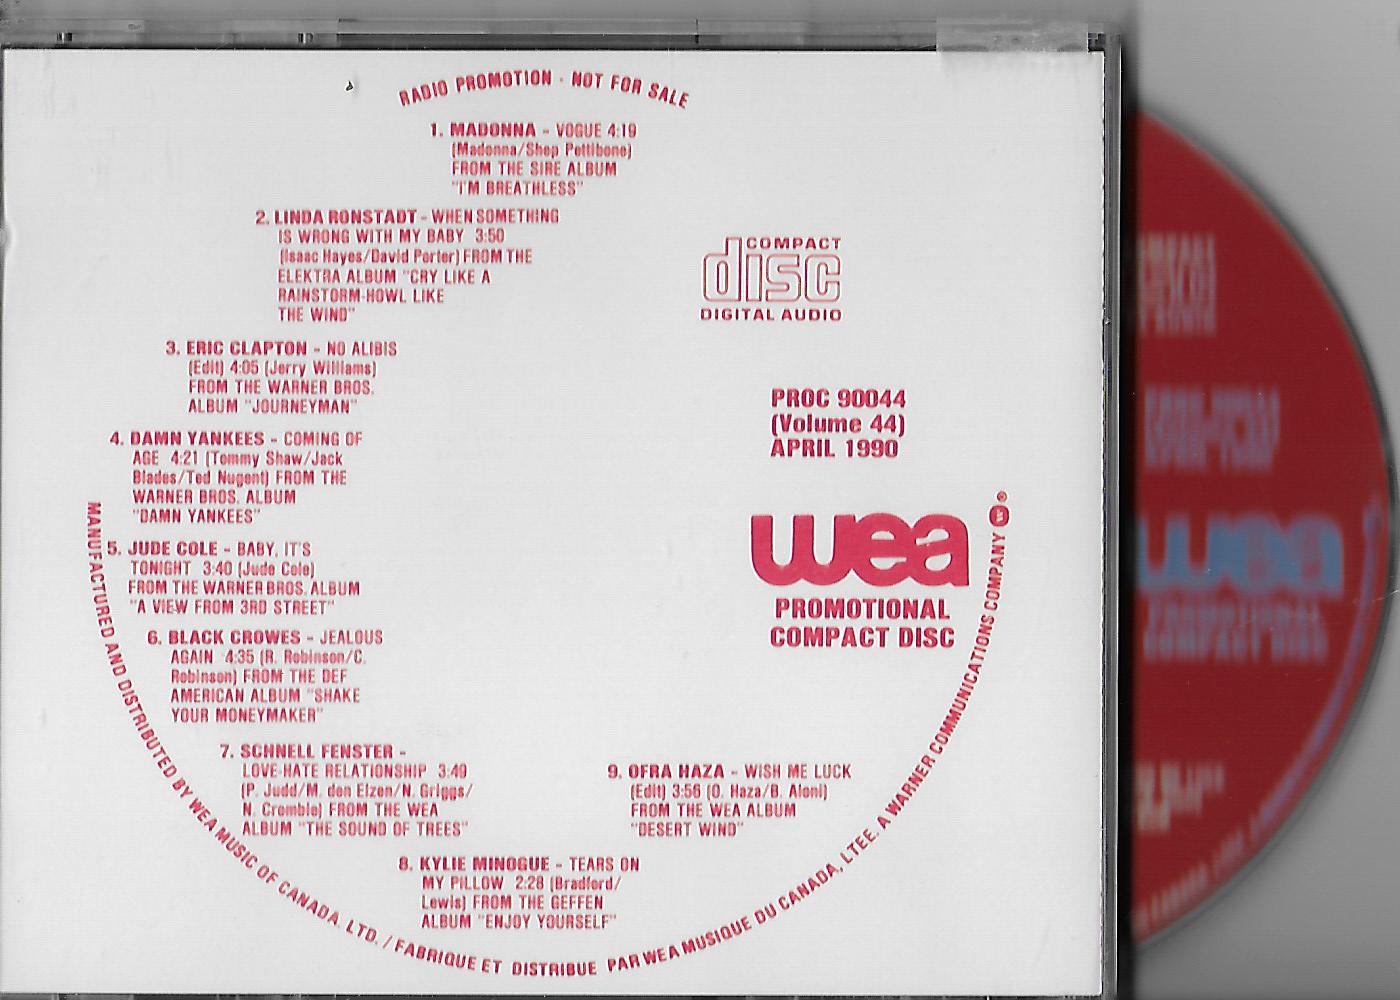 RADIO PROMOTION - NOT FOR SALE
1. MADONNA - VOGUE 4:19
(Madonna/Shep Pettibone)
FROM THE SIRE ALBUM
"I'M BREATHLESS"
2. LINDA RONSTADT - WHEN SOMETHING
IS WRONG WITH MY BABY 3:50
(Isaac Hayes/David Porter) FROM THE
ELEKTRA ALBUM "CRY LIKE A
RAINSTORM-HOWL LIKE
THE WIND"
3. ERIC CLAPTON - NO ALIBIS
(Edit) 4:05 (Jerry Williams)
FROM THE WARNER BROS.
ALBUM "JOURNEYMAN"
4. DAMN YANKEES - COMING OF
AGE 4:21 (Tommy Shaw/Jack
Blades/Ted Nugent) FROM THE
WARNER BROS. ALBUM
"DAMN YANKEES"
5. JUDE COLE - BABY, IT'S
TONIGHT 3:40 (Jude Cole)
FROM THE WARNER BROS. ALBUM
"A VIEW FROM 3RD STREET"
6. BLACK CROWES - JEALOUS
AGAIN 4:35 (R. Robinson/C.
Robinson) FROM THE DEF
AMERICAN ALBUM "SHAKE
YOUR MONEYMAKER"
7. SCHNELL FENSTER -
LOVE-HATE RELATIONSHIP 3:49
(P. Judd/M. den Elzen/N. Griggs/
N. Crombie) FROM THE WEA
ALBUM "THE SOUND OF TREES"
8. KYLIE MINOGUE - TEARS ON
MY PILLOW 2:28 (Bradford/
Lewis) FROM THE GEFFEN
ALBUM "ENJOY YOURSELF"
9. OFRA HAZA - WISH ME LUCK
(Edit) 3:56 (O. Haza/B. Aloni)
FROM THE WEA ALBUM
"DESERT WIND"
COMPACT
disc
DIGITAL AUDIO
PROC 90044
(Volume 44)
APRIL 1990
wea
PROMOTIONAL
COMPACT DISC
MANUFACTURED AND DISTRIBUTED BY WEA MUSIC OF CANADA, LTD. / FABRIQUE ET DISTRIBUE PAR WEA MUSIQUE DU CANADA, LTEE. A WARNER COMMUNICATIONS COMPANY w ®
wea
PROMOTIONAL
COMPACT DISC